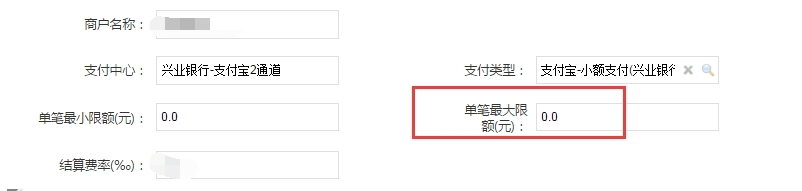 商户名称：
支付中心： 兴业银行-支付宝2通道 支付类型： 支付宝-小额支付(兴业银行
单笔最小限额(元)： 0.0 单笔最大限
额(元)： 0.0
结算费率(‰)：